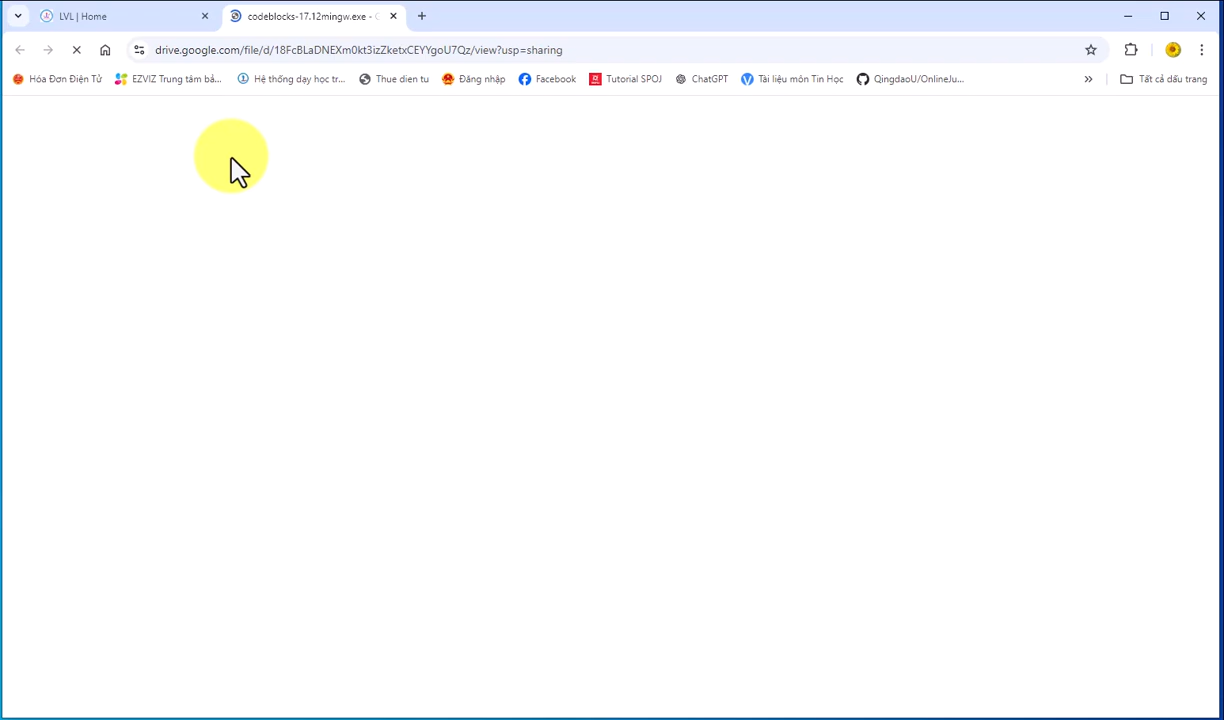 LVL | Home
codeblocks-17.12mingw.exe -
drive.google.com/file/d/18FcBLaDNEXm0kt3izZketxCEYYgoU7Qz/view?usp=sharing
Hóa Đơn Điện Tử EZVIZ Trung tâm bả... Hệ thống dạy học tr... Thue dien tu Đăng nhập Facebook Tutorial SPOJ ChatGPT Tài liệu môn Tin Học QingdaoU/OnlineJu... » Tất cả dấu trang